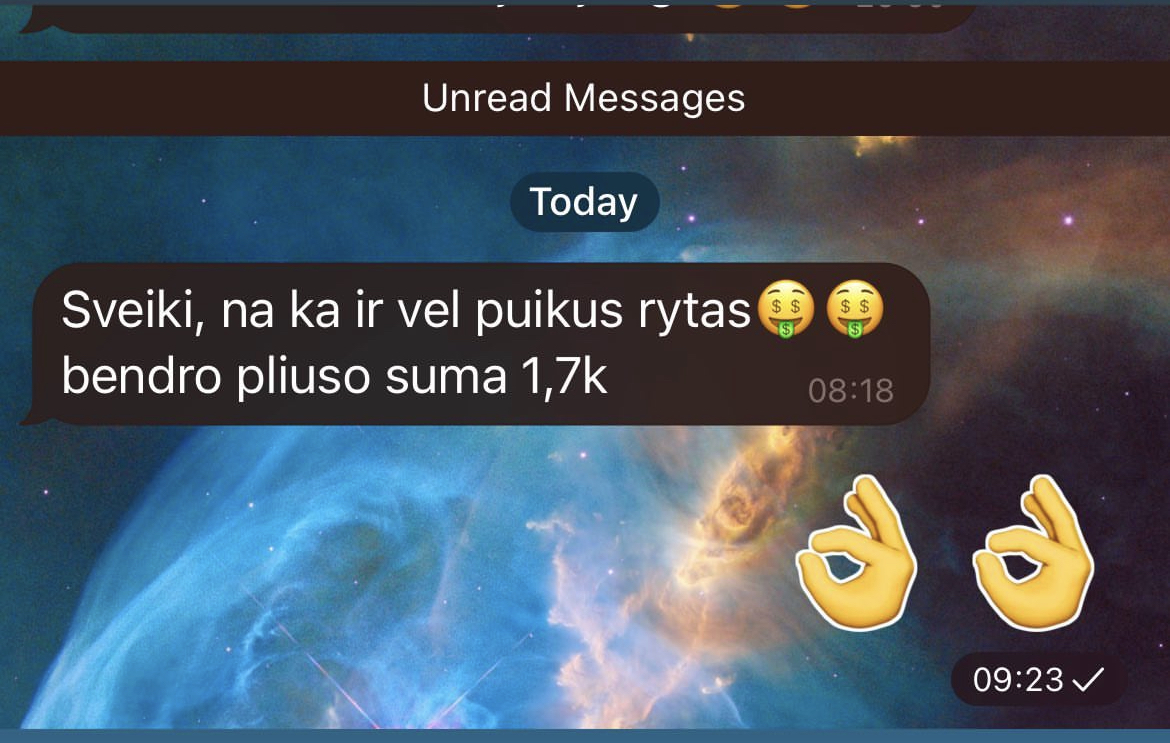 Unread Messages
Today
Sveiki, na ka ir vel puikus rytas🤑🤑
bendro pliuso suma 1,7k
08:18
👌👌
09:23